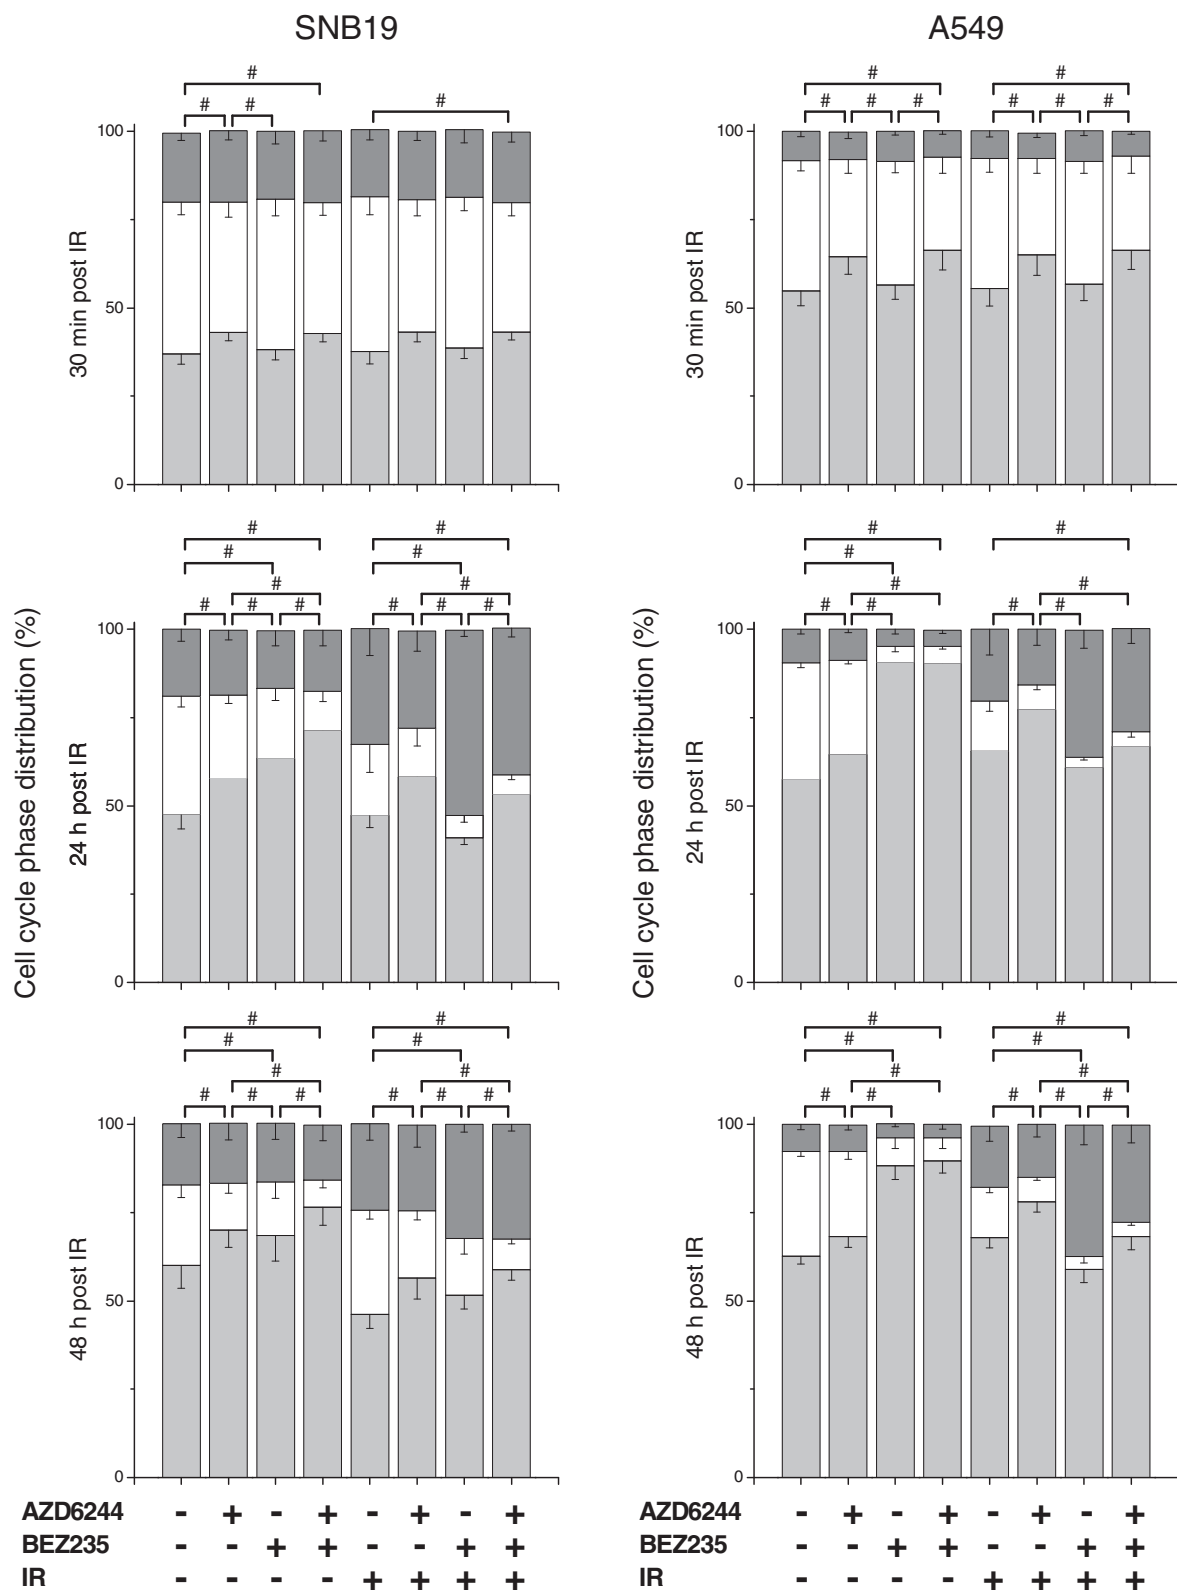 SNB19
A549
# #
# # # #
# # # # # # # #
100 100
30 min post IR 30 min post IR
50 50
0 0
# # #
# # #
# # #
# # # # # # # # # #
100 100
Cell cycle phase distribution (%) Cell cycle phase distribution (%)
24 h post IR 24 h post IR
50 50
0 0
# # # #
# # # #
# # # #
# # # # # # # # # # #
100 100
48 h post IR 48 h post IR
50 50
0 0
AZD6244 - + - + - + - + AZD6244 - + - + - + - +
BEZ235 - - + + - - + + BEZ235 - - + + - - + +
IR - - - - + + + + IR - - - - + + + +